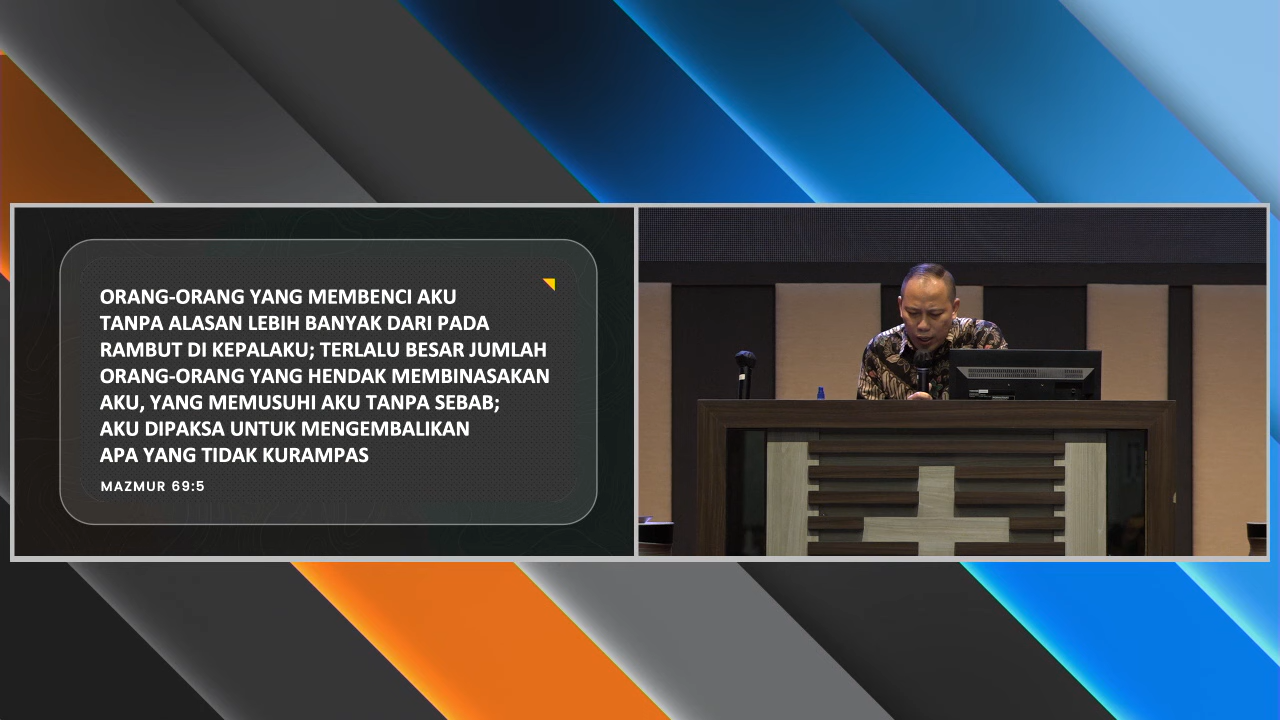 ORANG-ORANG YANG MEMBENCI AKU
TANPA ALASAN LEBIH BANYAK DARI PADA
RAMBUT DI KEPALAKU; TERLALU BESAR JUMLAH
ORANG-ORANG YANG HENDAK MEMBINASAKAN
AKU, YANG MEMUSUHI AKU TANPA SEBAB;
AKU DIPAKSA UNTUK MENGEMBALIKAN
APA YANG TIDAK KURAMPAS
MAZMUR 69:5